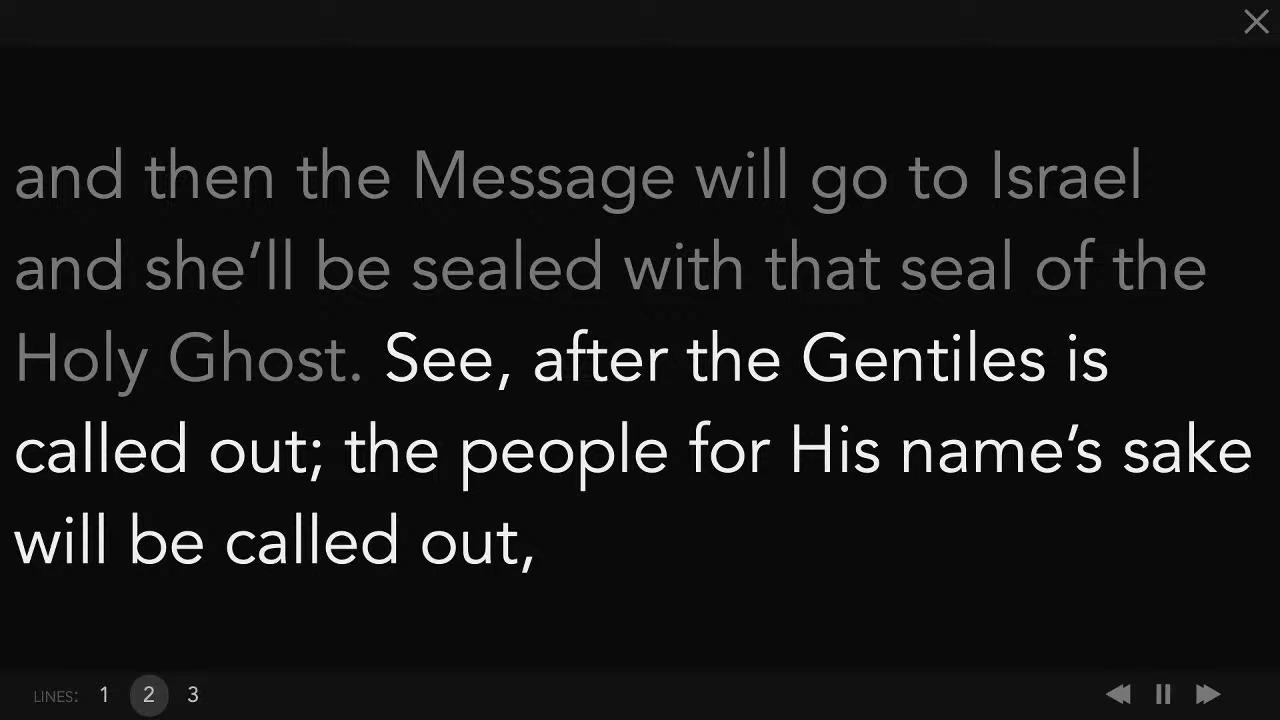 and then the Message will go to Israel
and she’ll be sealed with that seal of the
Holy Ghost. See, after the Gentiles is
called out; the people for His name’s sake
will be called out,
LINES: 1 2 3